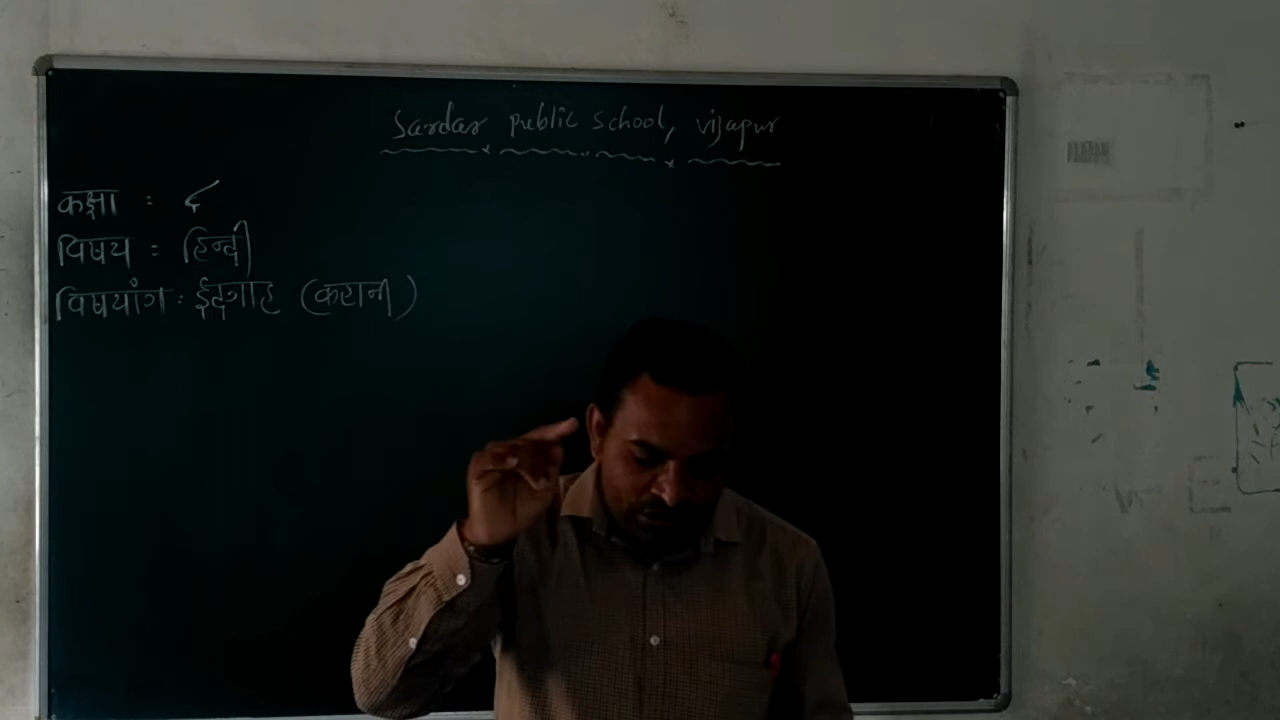 Sardar public school, vijapur
कक्षा : ८
विषय : हिन्दी
विषयांग : ईदगाह (कहानी)